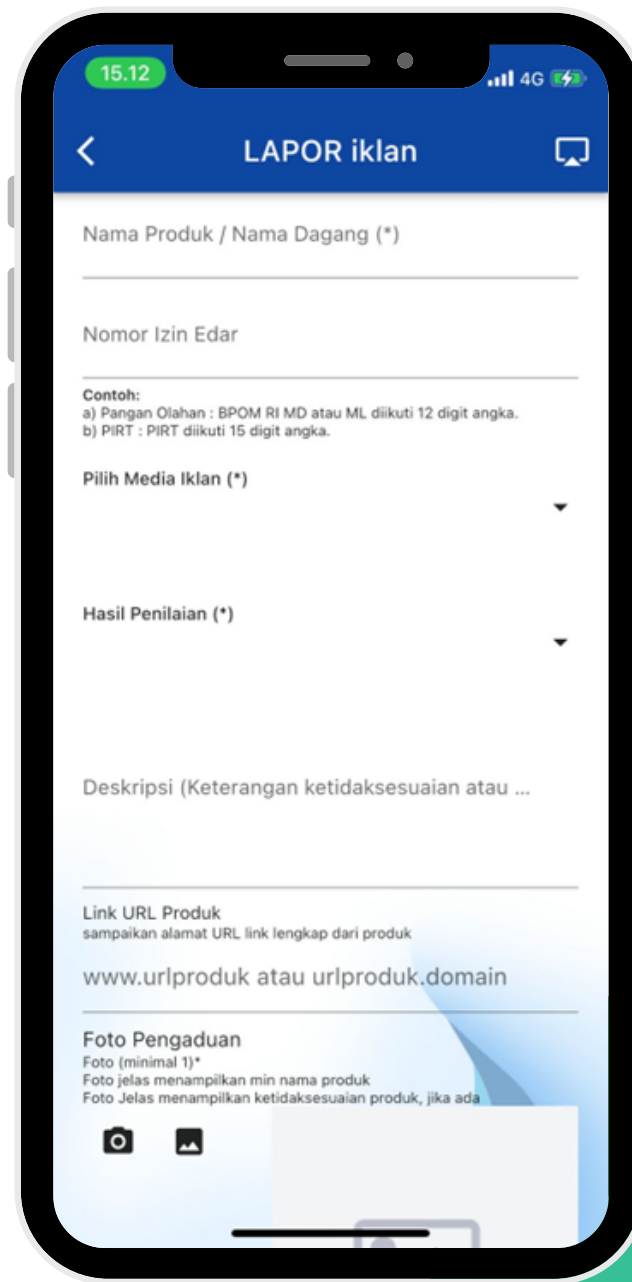 15.12
4G
LAPOR iklan
Nama Produk / Nama Dagang (*)
Nomor Izin Edar
Contoh:
a) Pangan Olahan : BPOM RI MD atau ML diikuti 12 digit angka.
b) PIRT : PIRT diikuti 15 digit angka.
Pilih Media Iklan (*)
Hasil Penilaian (*)
Deskripsi (Keterangan ketidaksesuaian atau ...
Link URL Produk
sampaikan alamat URL link lengkap dari produk
www.urlproduk atau urlproduk.domain
Foto Pengaduan
Foto (minimal 1)*
Foto jelas menampilkan min nama produk
Foto Jelas menampilkan ketidaksesuaian produk, jika ada